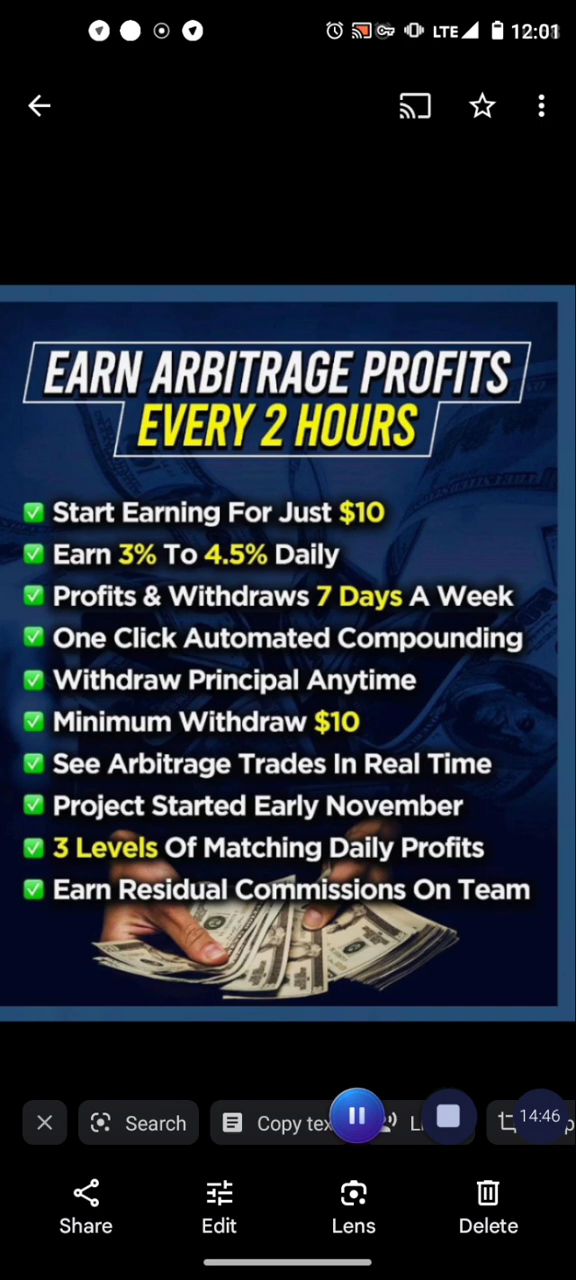 LTE 12:01
EARN ARBITRAGE PROFITS
EVERY 2 HOURS
✅ Start Earning For Just $10
✅ Earn 3% To 4.5% Daily
✅ Profits & Withdraws 7 Days A Week
✅ One Click Automated Compounding
✅ Withdraw Principal Anytime
✅ Minimum Withdraw $10
✅ See Arbitrage Trades In Real Time
✅ Project Started Early November
✅ 3 Levels Of Matching Daily Profits
✅ Earn Residual Commissions On Team
Search Copy 14:46
Share Edit Lens Delete